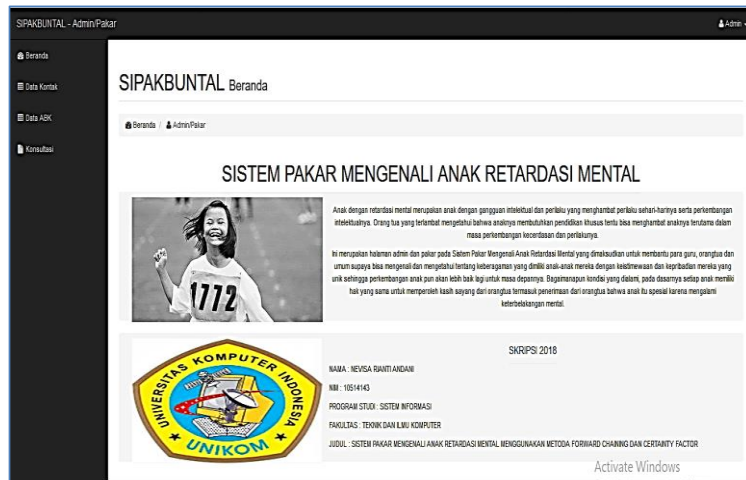 SIPAKBUNTAL - Admin/Pakar
Admin
Beranda
Data Kontak
Data ABK
Konsultasi
SIPAKBUNTAL Beranda
Beranda / Admin/Pakar
SISTEM PAKAR MENGENALI ANAK RETARDASI MENTAL
Anak dengan retardasi mental merupakan anak dengan gangguan intelektual dan perilaku yang menghambat perilaku sehari-harinya serta perkembangan
intelektualnya. Orang tua yang terlambat mengetahui bahwa anaknya membutuhkan pendidikan khusus tentu bisa menghambat anaknya terutama dalam
masa perkembangan kecerdasan dan perilakunya.
Ini merupakan halaman admin dan pakar pada Sistem Pakar Mengenali Anak Retardasi Mental yang dimaksudkan untuk membantu para guru, orangtua dan
umum supaya bisa mengenali dan mengetahui tentang keberagaman yang dimiliki anak-anak mereka dengan keistimewaan dan kepribadian mereka yang
unik sehingga perkembangan anak pun akan lebih baik lagi untuk masa depannya. Bagaimanapun kondisi yang dialami, pada dasarnya setiap anak memiliki
hak yang sama untuk memperoleh kasih sayang dari orangtua termasuk penerimaan dari orangtua bahwa anak itu spesial karena mengalami
keterbelakangan mental.
1772
SKRIPSI 2018
NAMA : NEVISA RIANTI ANDANI
NIM : 10514143
PROGRAM STUDI : SISTEM INFORMASI
FAKULTAS : TEKNIK DAN ILMU KOMPUTER
JUDUL : SISTEM PAKAR MENGENALI ANAK RETARDASI MENTAL MENGGUNAKAN METODA FORWARD CHAINING DAN CERTAINTY FACTOR
UNIVERSITAS KOMPUTER INDONESIA
UNIKOM
Activate Windows